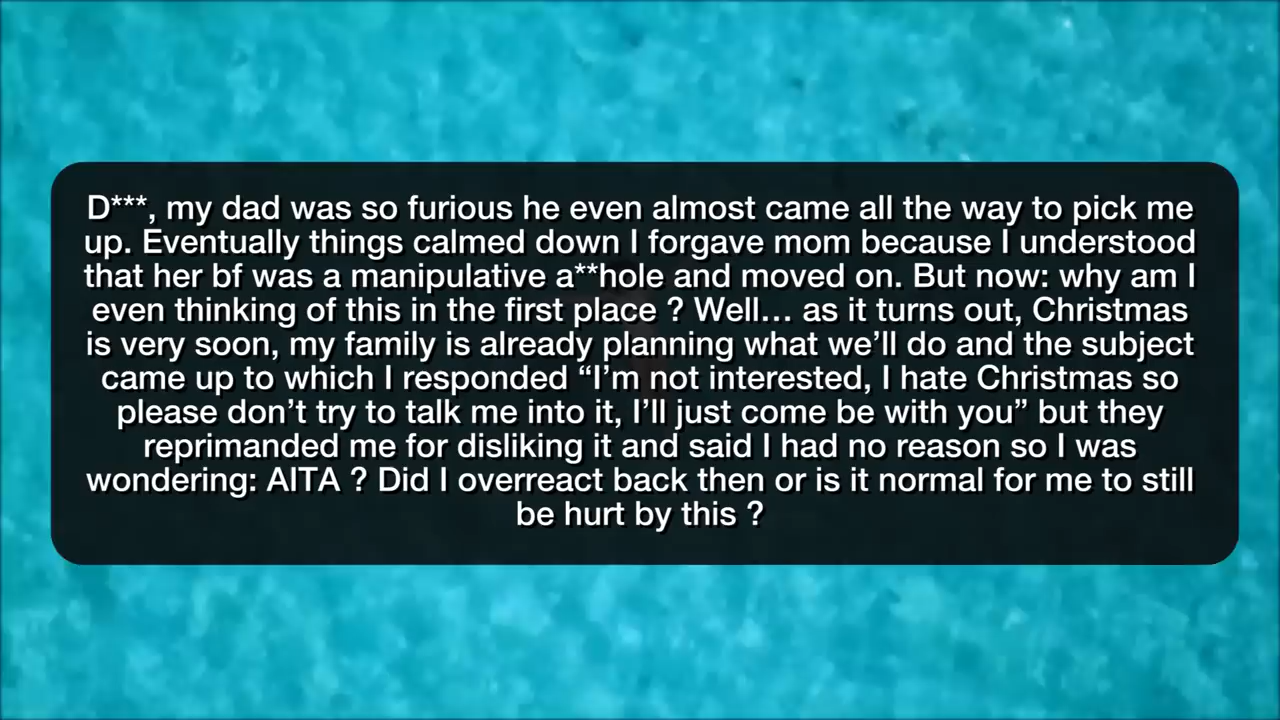 D***, my dad was so furious he even almost came all the way to pick me
up. Eventually things calmed down I forgave mom because I understood
that her bf was a manipulative a**hole and moved on. But now: why am I
even thinking of this in the first place ? Well... as it turns out, Christmas
is very soon, my family is already planning what we’ll do and the subject
came up to which I responded “I’m not interested, I hate Christmas so
please don’t try to talk me into it, I’ll just come be with you” but they
reprimanded me for disliking it and said I had no reason so I was
wondering: AITA ? Did I overreact back then or is it normal for me to still
be hurt by this ?